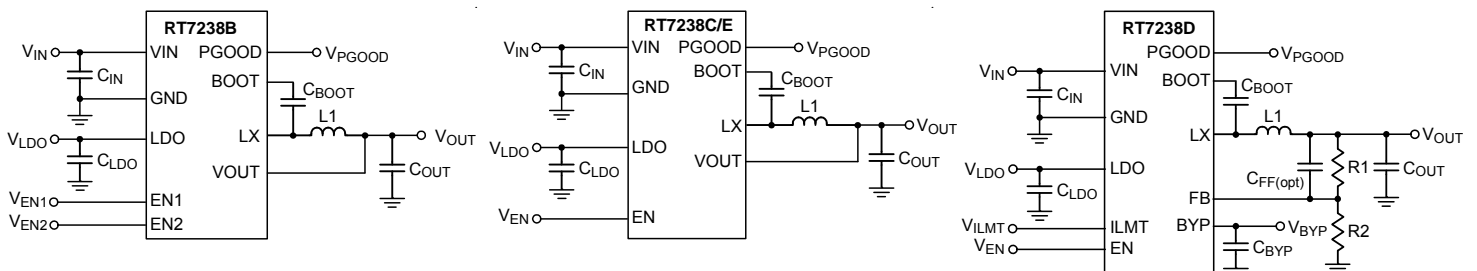 RT7238B
VIN
VIN
PGOOD
VPGOOD
CIN
BOOT
CBOOT
GND
L1
VLDO
LDO
LX
VOUT
CLDO
VOUT
COUT
VEN1
EN1
VEN2
EN2
RT7238C/E
VIN
VIN
PGOOD
VPGOOD
CIN
BOOT
CBOOT
GND
L1
LX
VOUT
VLDO
LDO
VOUT
COUT
CLDO
VEN
EN
RT7238D
PGOOD
VPGOOD
VIN
VIN
BOOT
CIN
CBOOT
GND
L1
LX
VOUT
VLDO
LDO
R1
COUT
CFF(opt)
CLDO
FB
VILMT
ILMT
BYP
VBYP
R2
VEN
EN
CBYP